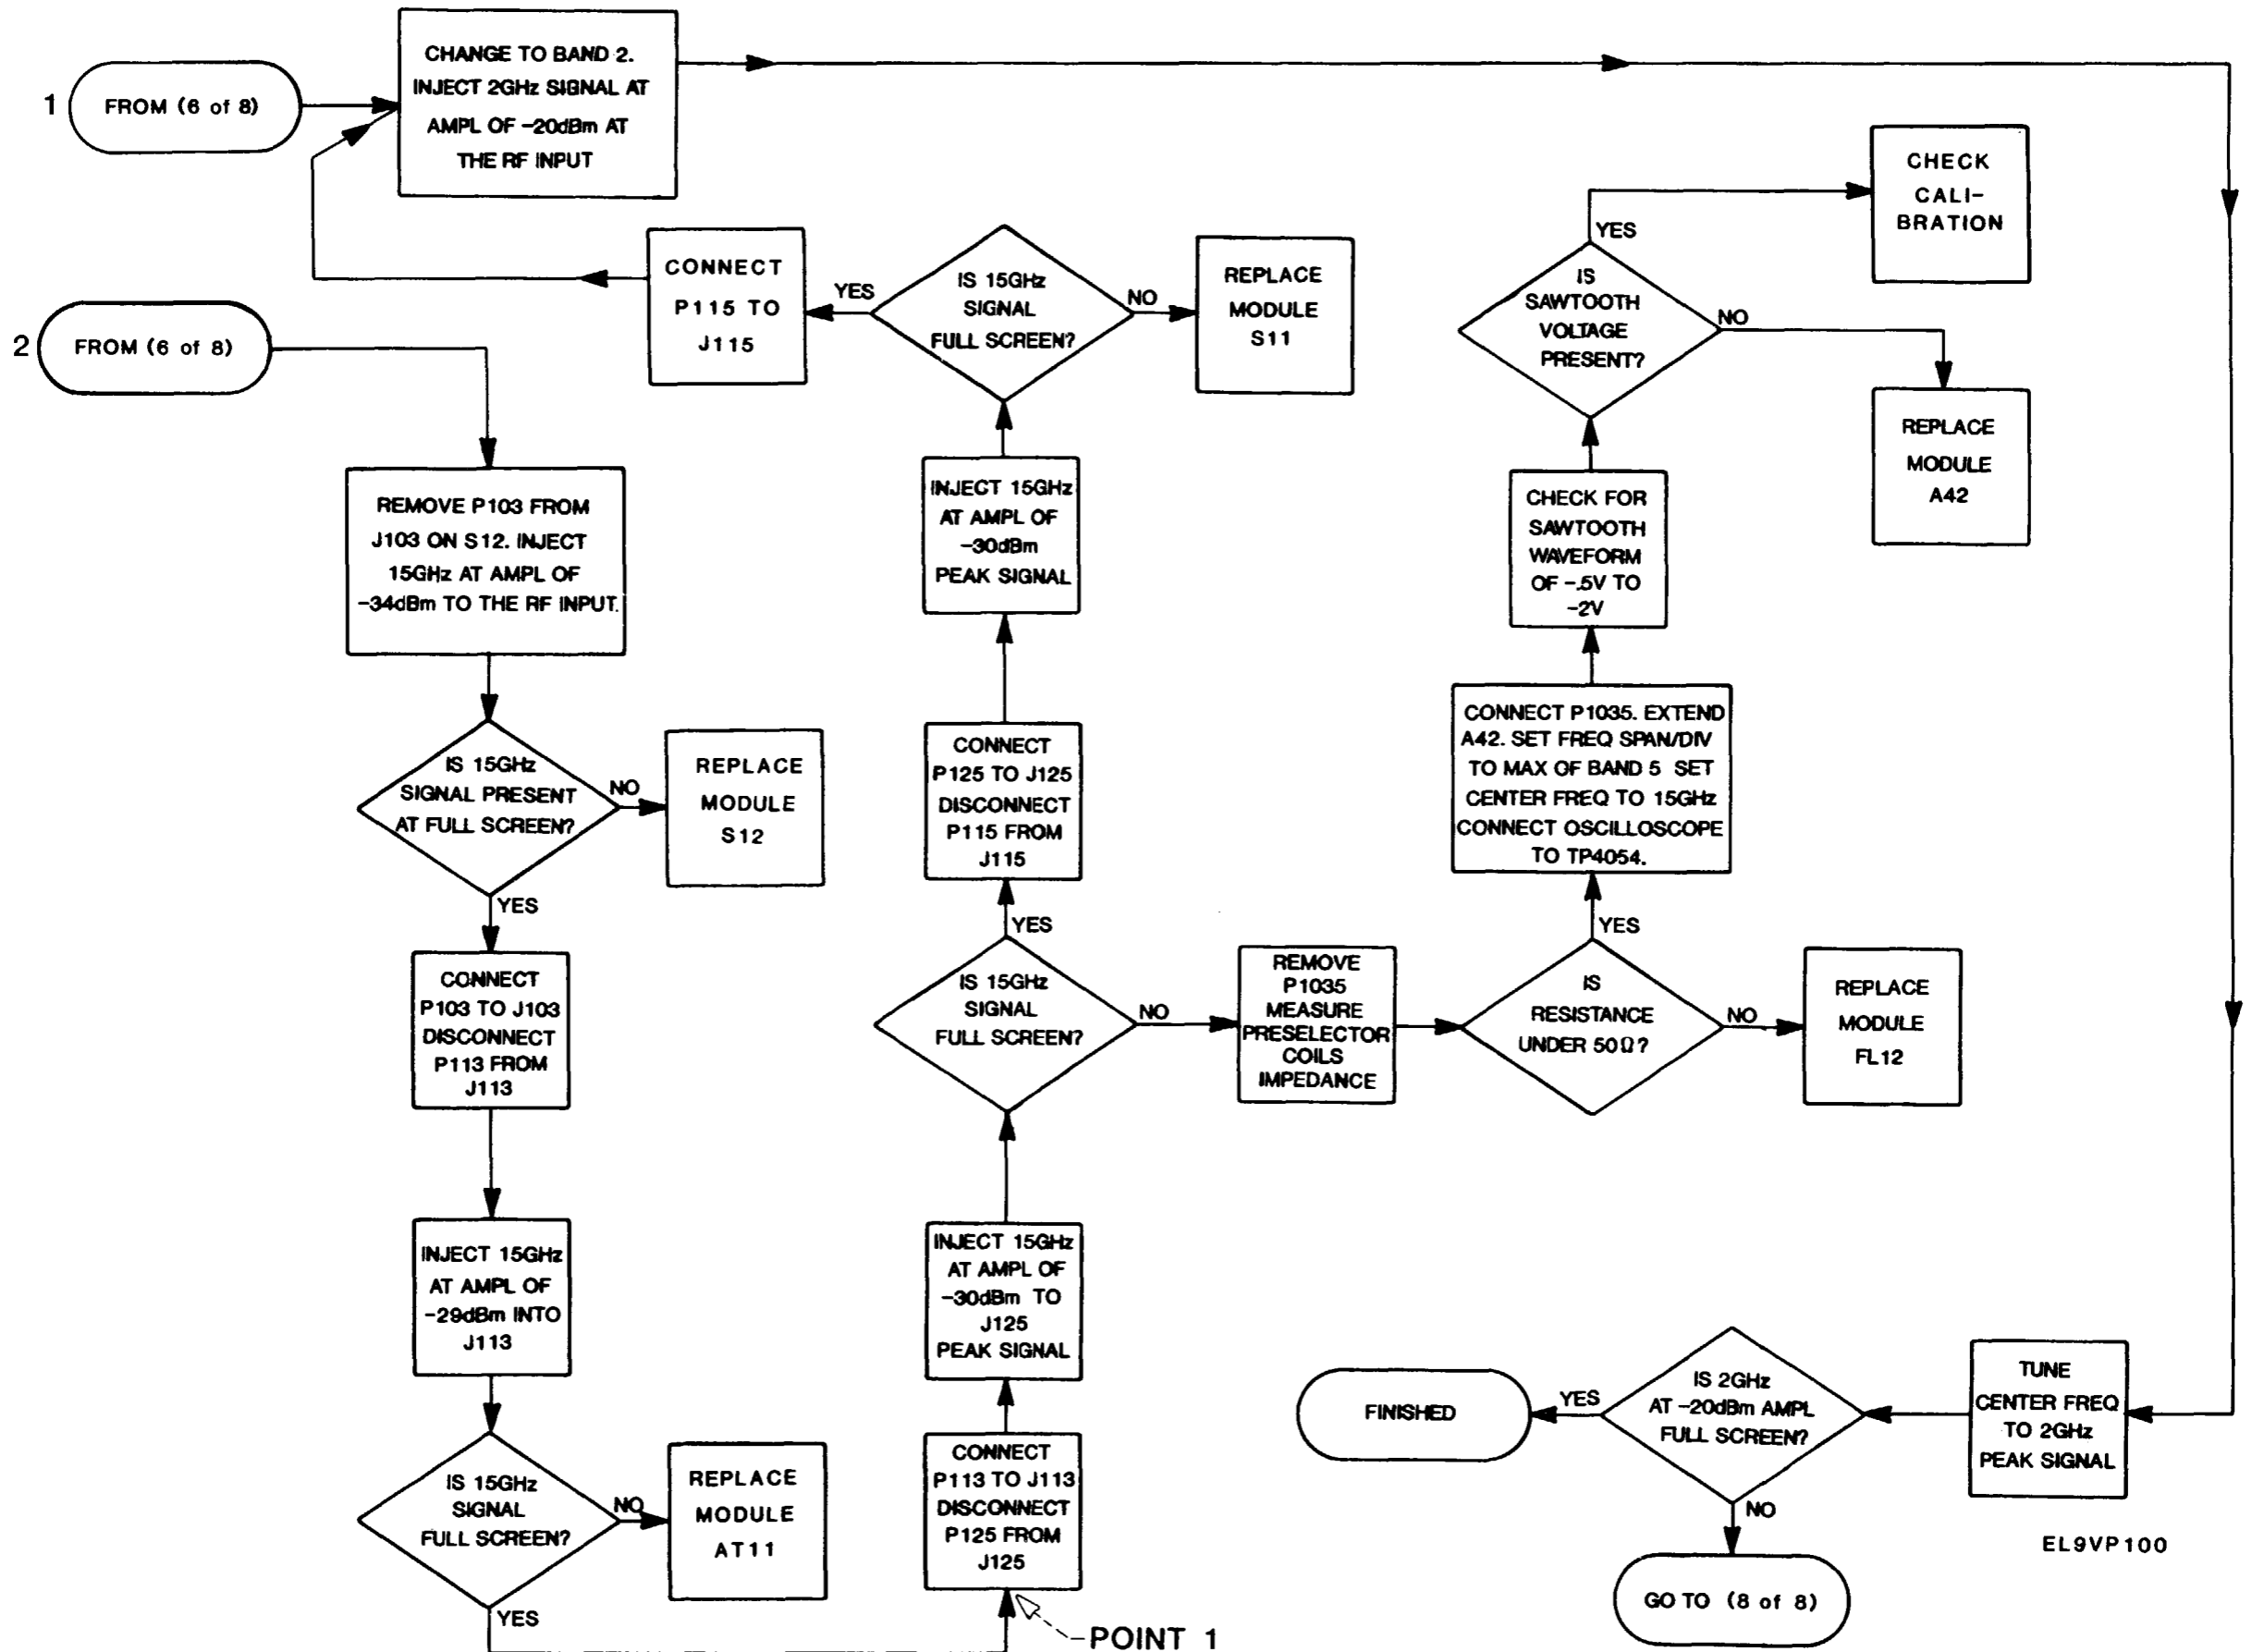 1
FROM (6 of 8)
CHANGE TO BAND 2.
INJECT 2GHz SIGNAL AT
AMPL OF -20dBm AT
THE RF INPUT
2
FROM (6 of 8)
CONNECT
P115 TO
J115
YES
IS 15GHz
SIGNAL
FULL SCREEN?
NO
REPLACE
MODULE
S11
YES
IS
SAWTOOTH
VOLTAGE
PRESENT?
NO
CHECK
CALI-
BRATION
REPLACE
MODULE
A42
REMOVE P103 FROM
J103 ON S12. INJECT
15GHz AT AMPL OF
-34dBm TO THE RF INPUT.
INJECT 15GHz
AT AMPL OF
-30dBm
PEAK SIGNAL
CHECK FOR
SAWTOOTH
WAVEFORM
OF -.5V TO
-2V
IS 15GHz
SIGNAL PRESENT
AT FULL SCREEN?
NO
YES
REPLACE
MODULE
S12
CONNECT
P125 TO J125
DISCONNECT
P115 FROM
J115
YES
CONNECT P1035. EXTEND
A42. SET FREQ SPAN/DIV
TO MAX OF BAND 5 SET
CENTER FREQ TO 15GHz
CONNECT OSCILLOSCOPE
TO TP4054.
YES
CONNECT
P103 TO J103
DISCONNECT
P113 FROM
J113
IS 15GHz
SIGNAL
FULL SCREEN?
NO
REMOVE
P1035
MEASURE
PRESELECTOR
COILS
IMPEDANCE
IS
RESISTANCE
UNDER 50Ω?
NO
REPLACE
MODULE
FL12
INJECT 15GHz
AT AMPL OF
-29dBm INTO
J113
INJECT 15GHz
AT AMPL OF
-30dBm TO
J125
PEAK SIGNAL
IS 15GHz
SIGNAL
FULL SCREEN?
NO
YES
REPLACE
MODULE
AT11
CONNECT
P113 TO J113
DISCONNECT
P125 FROM
J125
POINT 1
FINISHED
YES
IS 2GHz
AT -20dBm AMPL
FULL SCREEN?
NO
TUNE
CENTER FREQ
TO 2GHz
PEAK SIGNAL
GO TO (8 of 8)
EL9VP100